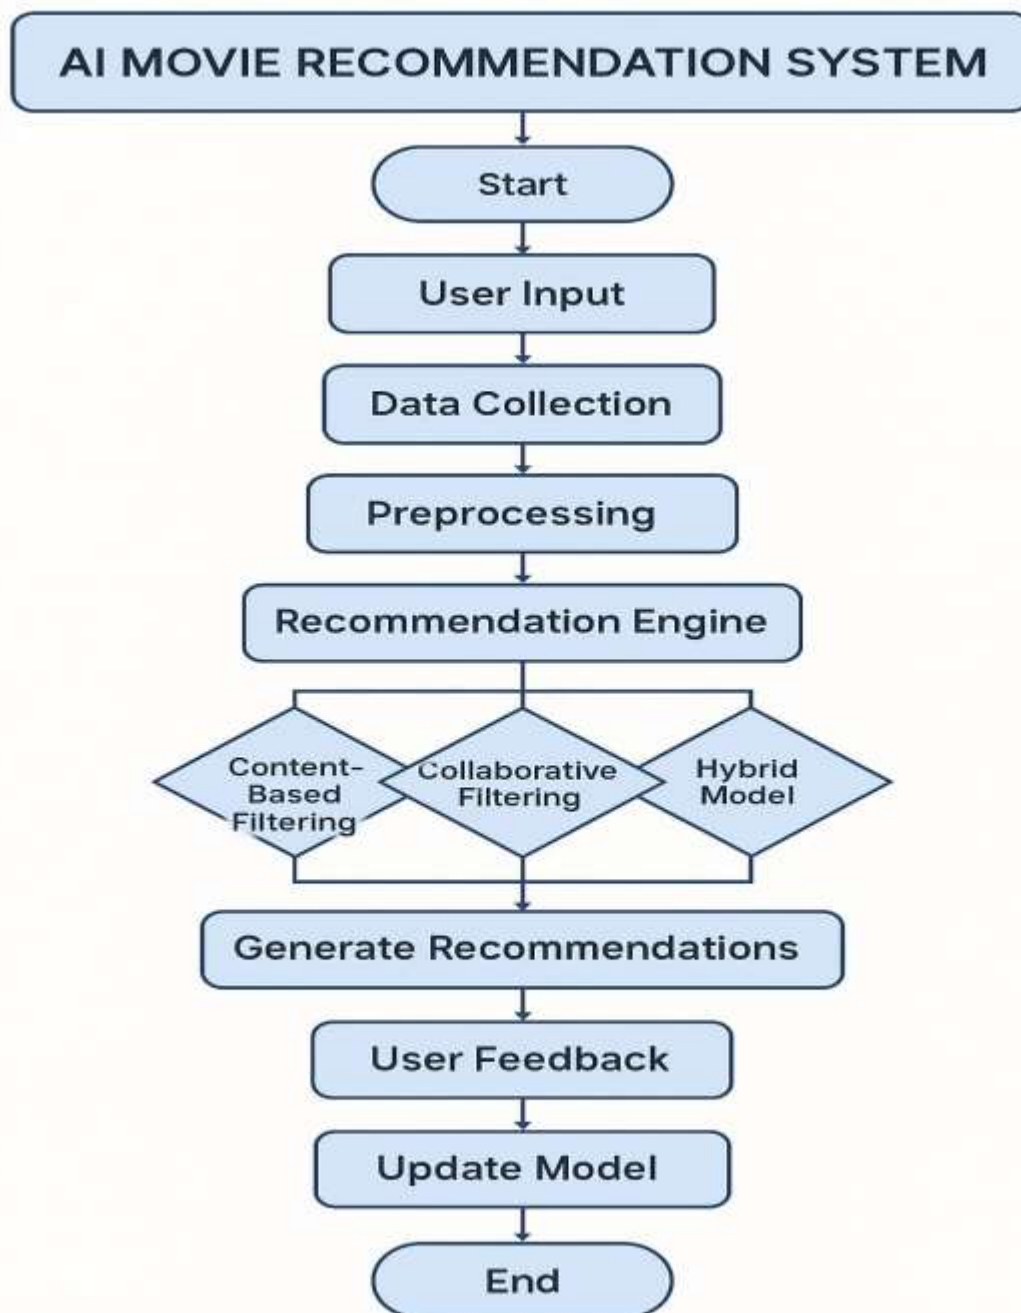 AI MOVIE RECOMMENDATION SYSTEM
Start
User Input
Data Collection
Preprocessing
Recommendation Engine
Content-
Based
Filtering
Collaborative
Filtering
Hybrid
Model
Generate Recommendations
User Feedback
Update Model
End